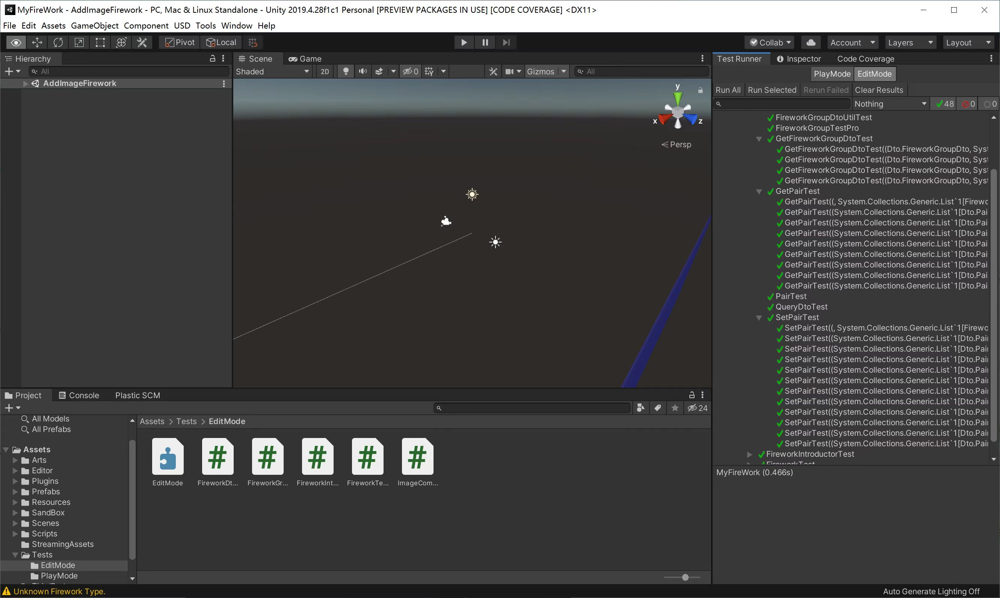 MyFireWork - AddImageFirework - PC, Mac & Linux Standalone - Unity 2019.4.28f1c1 Personal [PREVIEW PACKAGES IN USE] [CODE COVERAGE] <DX11>
File Edit Assets GameObject Component USD Tools Window Help
Pivot Local
Collab Account Layers Layout
Hierarchy
All
AddImageFirework
Scene Game
Shaded 2D 0 Gizmos All
y
x z
Persp
Test Runner Inspector Code Coverage
PlayMode EditMode
Run All Run Selected Rerun Failed Clear Results
Nothing 48 0 0
FireworkGroupDtoUtilTest
FireworkGroupTestPro
GetFireworkGroupDtoTest
GetFireworkGroupDtoTest((Dto.FireworkGroupDto, Syst
GetFireworkGroupDtoTest((Dto.FireworkGroupDto, Syst
GetFireworkGroupDtoTest((Dto.FireworkGroupDto, Syst
GetFireworkGroupDtoTest((Dto.FireworkGroupDto, Syst
GetPairTest
GetPairTest((, System.Collections.Generic.List`1[Firewo
GetPairTest((System.Collections.Generic.List`1[Dto.Pai
GetPairTest((System.Collections.Generic.List`1[Dto.Pai
GetPairTest((System.Collections.Generic.List`1[Dto.Pai
GetPairTest((System.Collections.Generic.List`1[Dto.Pai
GetPairTest((System.Collections.Generic.List`1[Dto.Pai
GetPairTest((System.Collections.Generic.List`1[Dto.Pai
GetPairTest((System.Collections.Generic.List`1[Dto.Pai
GetPairTest((System.Collections.Generic.List`1[Dto.Pai
PairTest
QueryDtoTest
SetPairTest
SetPairTest((, System.Collections.Generic.List`1[Firewo
SetPairTest((System.Collections.Generic.List`1[Dto.Pair
SetPairTest((System.Collections.Generic.List`1[Dto.Pair
SetPairTest((System.Collections.Generic.List`1[Dto.Pair
SetPairTest((System.Collections.Generic.List`1[Dto.Pair
SetPairTest((System.Collections.Generic.List`1[Dto.Pair
SetPairTest((System.Collections.Generic.List`1[Dto.Pair
SetPairTest((System.Collections.Generic.List`1[Dto.Pair
SetPairTest((System.Collections.Generic.List`1[Dto.Pair
SetPairTest((System.Collections.Generic.List`1[Dto.Pair
SetPairTest((System.Collections.Generic.List`1[Dto.Pair
SetPairTest((System.Collections.Generic.List`1[Dto.Pair
FireworkIntroductorTest
FireworkTest
MyFireWork (0.466s)
Project Console Plastic SCM
24
All Models
All Prefabs
Assets
Arts
Editor
Plugins
Prefabs
Resources
SandBox
Scenes
Scripts
StreamingAssets
Tests
EditMode
PlayMode
Assets > Tests > EditMode
EditMode FireworkDt... FireworkGr... FireworkInt... FireworkTe... ImageCom...
Unknown Firework Type.
Auto Generate Lighting Off